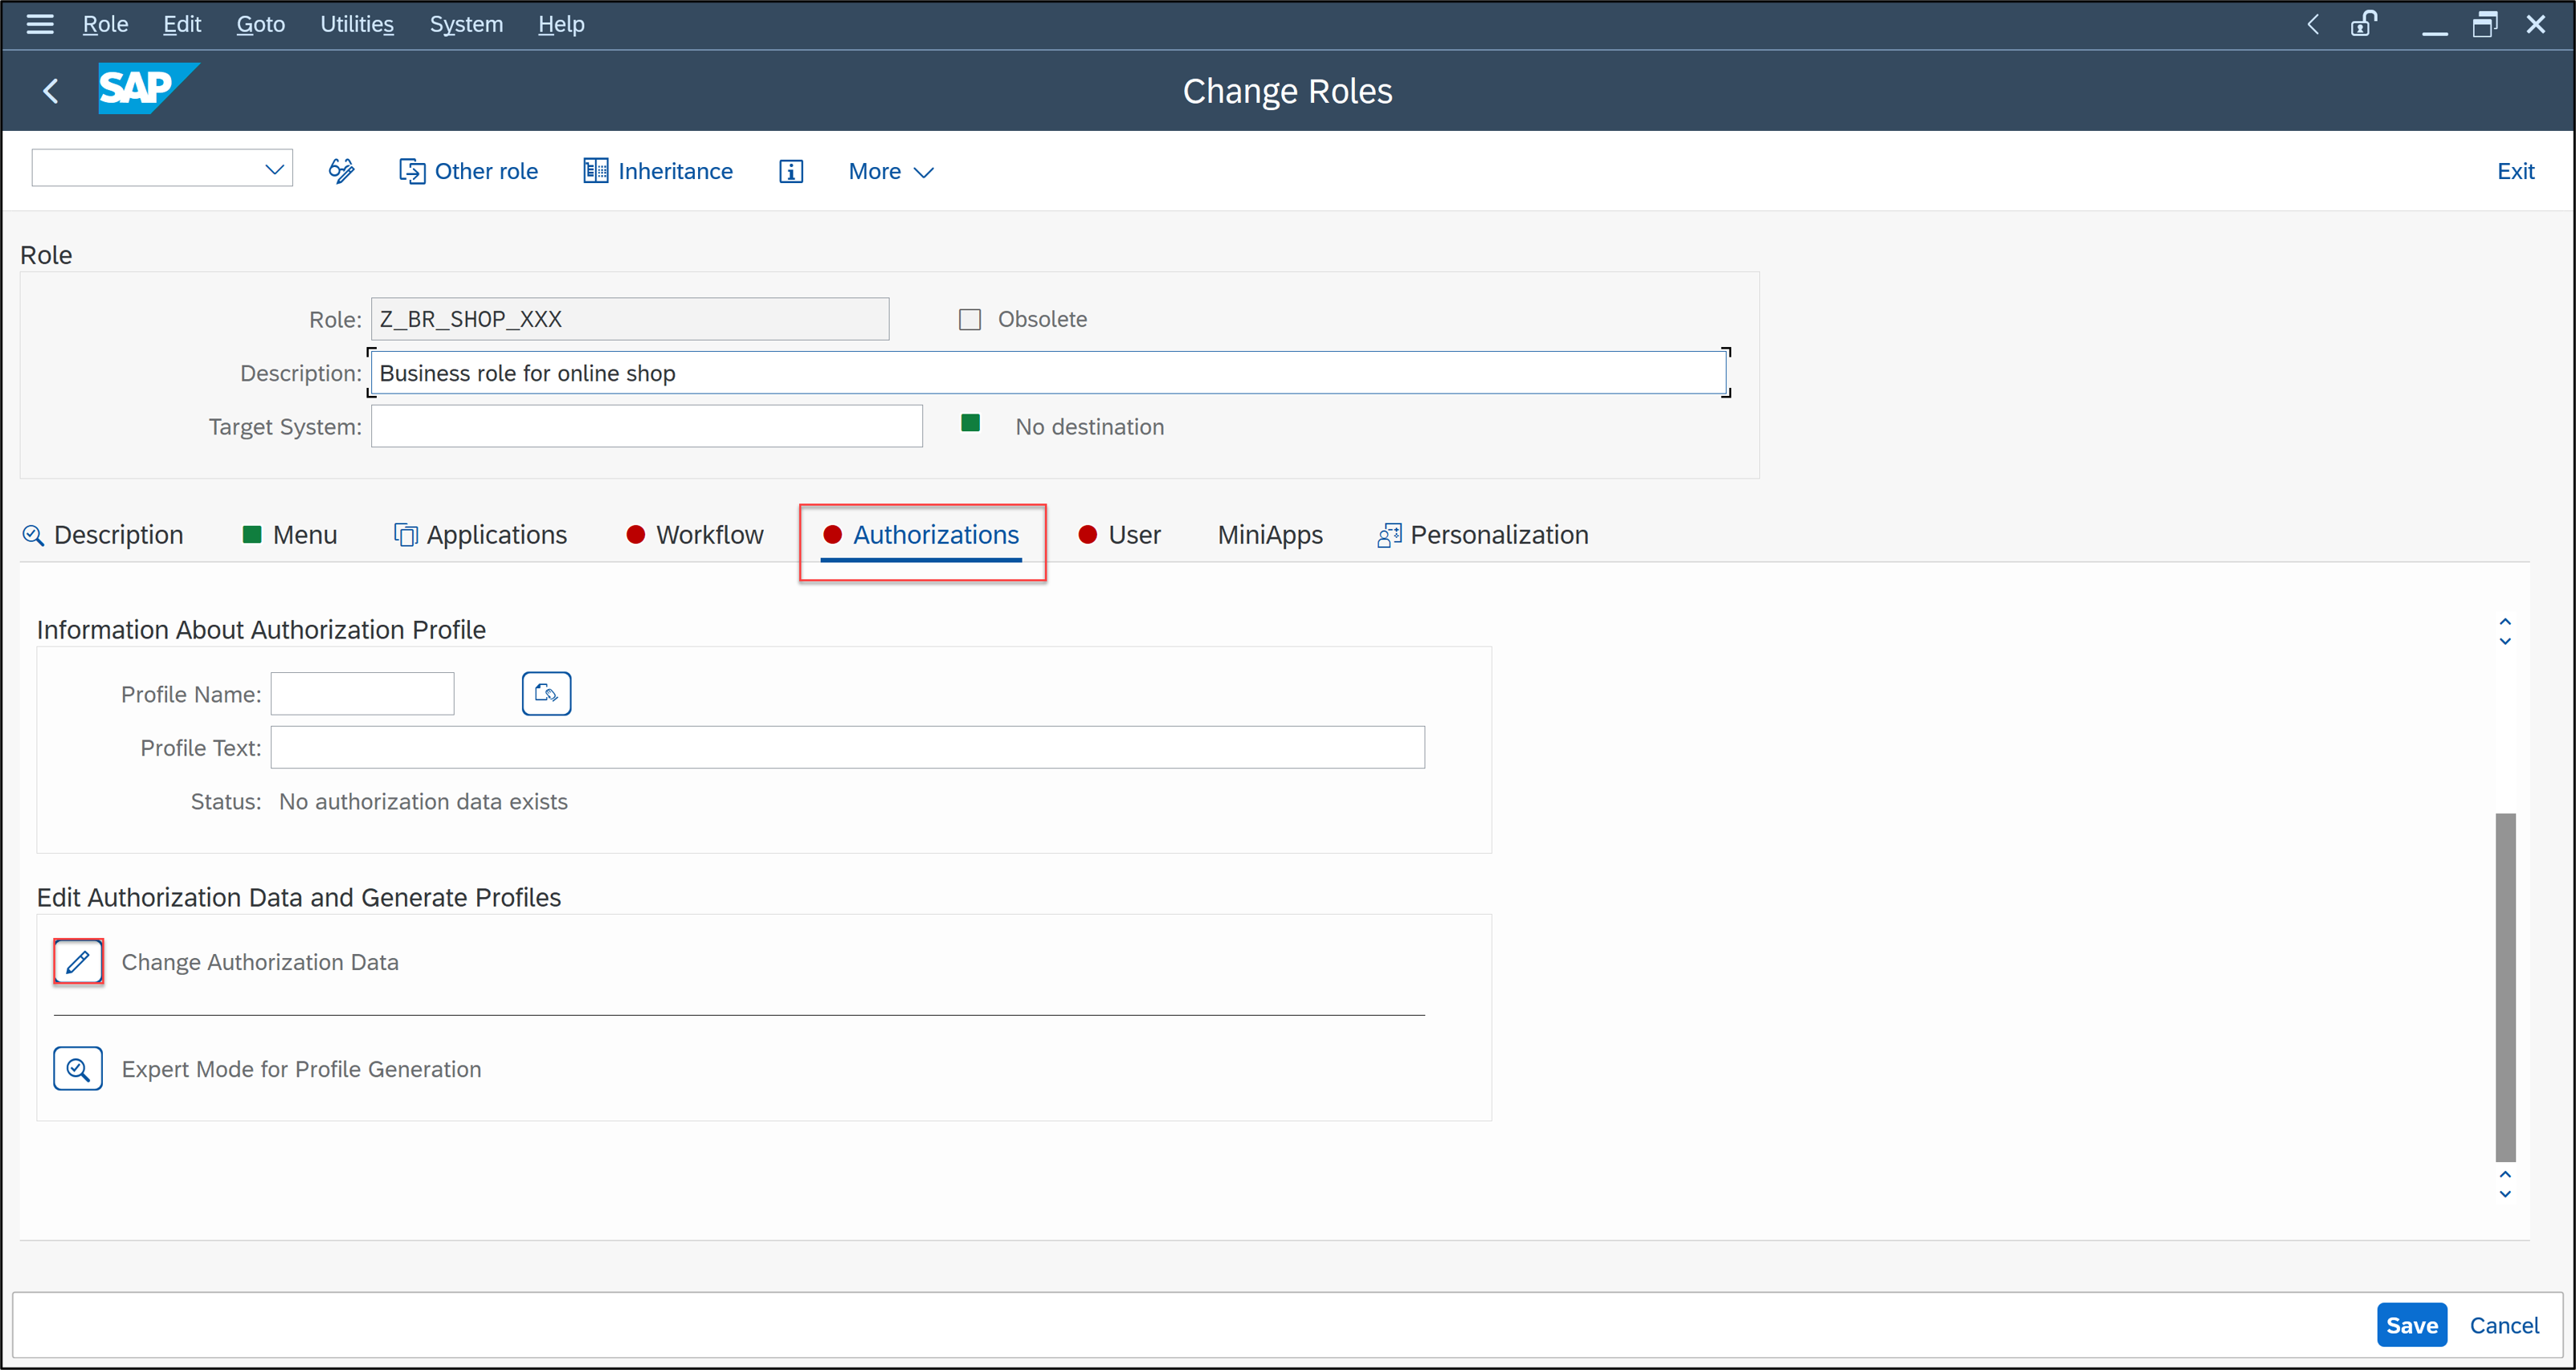 Role Edit Goto Utilities System Help
SAP Change Roles
Other role Inheritance More Exit
Role
Role: Z_BR_SHOP_XXX Obsolete
Description: Business role for online shop
Target System: No destination
Description Menu Applications Workflow Authorizations User MiniApps Personalization
Information About Authorization Profile
Profile Name:
Profile Text:
Status: No authorization data exists
Edit Authorization Data and Generate Profiles
Change Authorization Data
Expert Mode for Profile Generation
Save Cancel